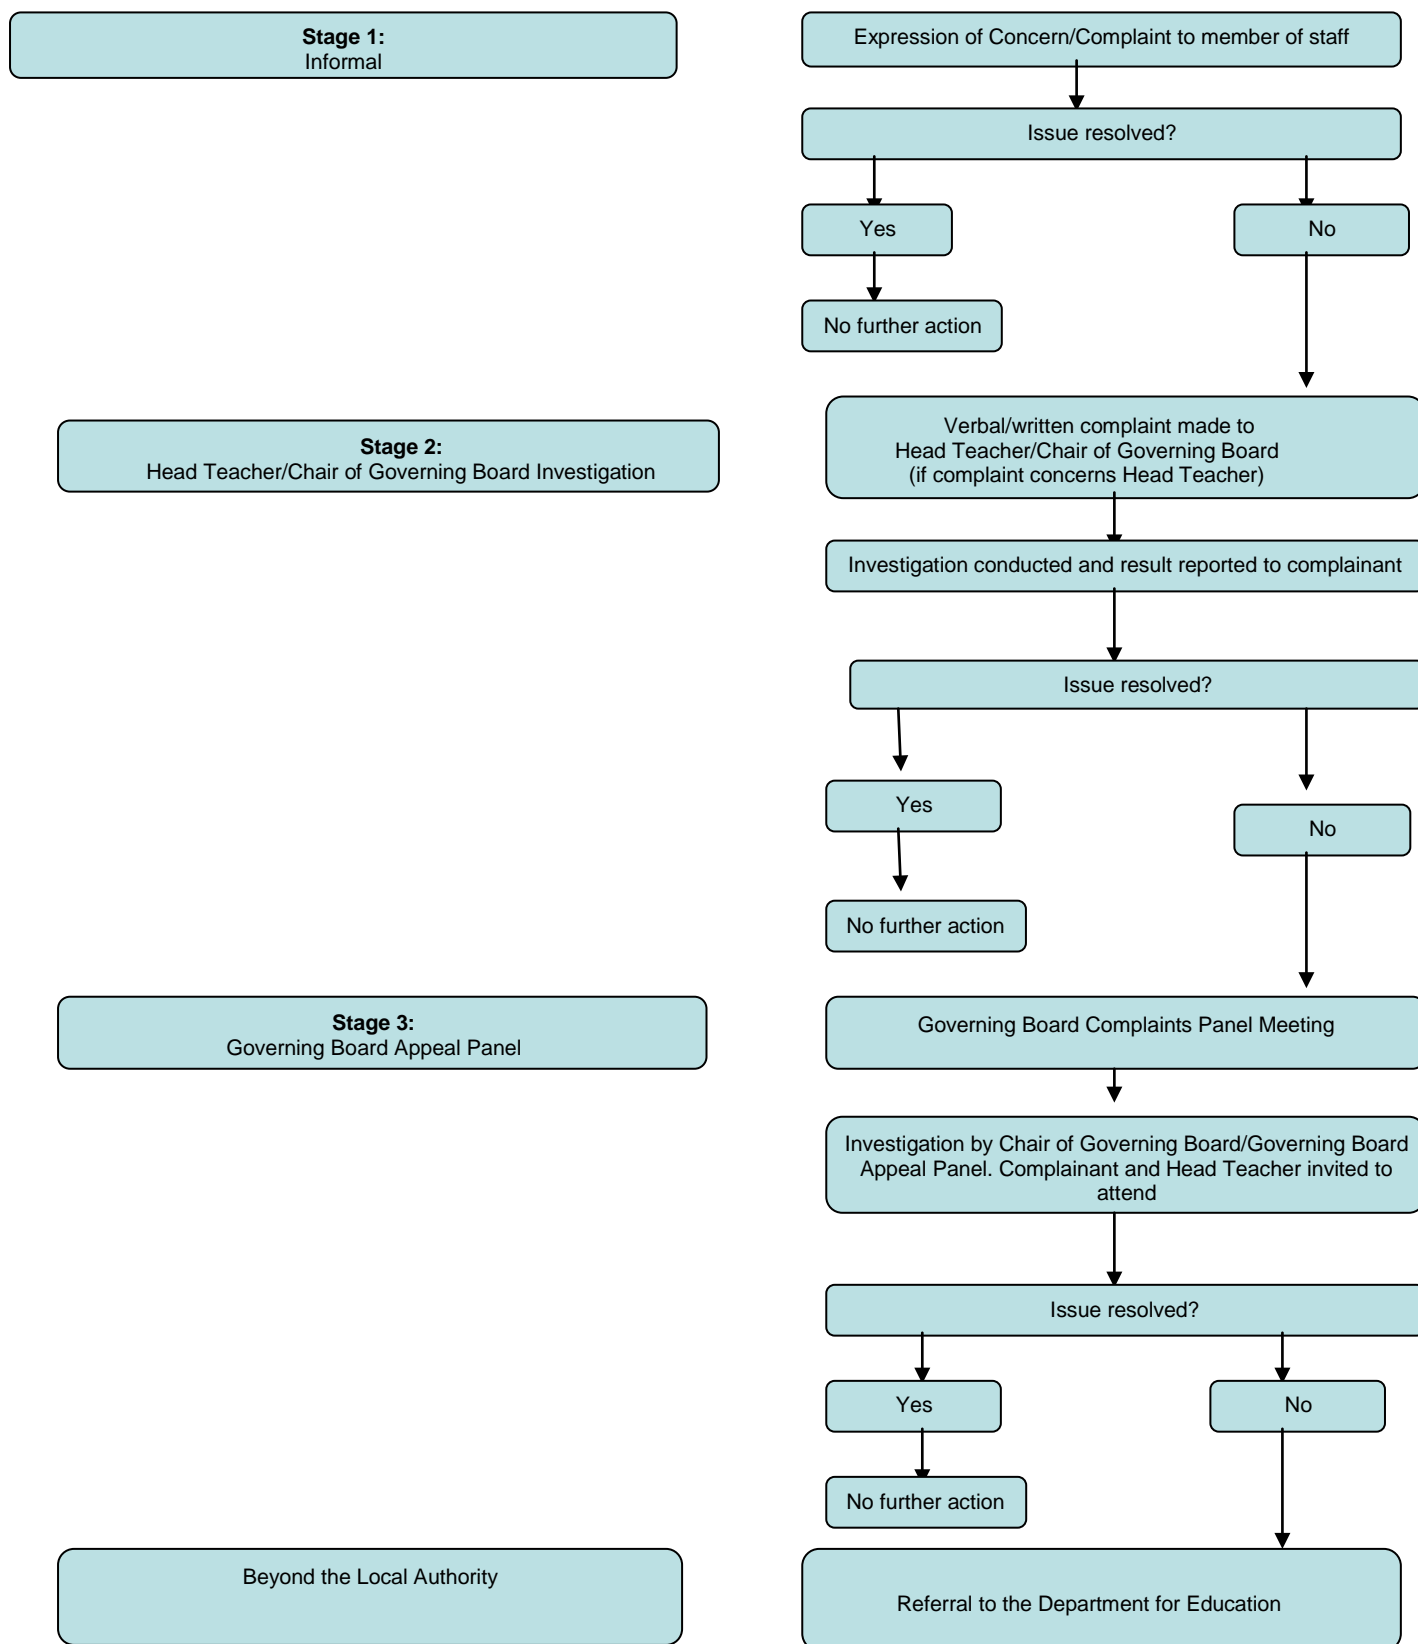 Stage 1:
Informal
Expression of Concern/Complaint to member of staff
Issue resolved?
Yes
No
No further action
Stage 2:
Head Teacher/Chair of Governing Board Investigation
Verbal/written complaint made to
Head Teacher/Chair of Governing Board
(if complaint concerns Head Teacher)
Investigation conducted and result reported to complainant
Issue resolved?
Yes
No
No further action
Stage 3:
Governing Board Appeal Panel
Governing Board Complaints Panel Meeting
Investigation by Chair of Governing Board/Governing Board
Appeal Panel. Complainant and Head Teacher invited to
attend
Issue resolved?
Yes
No
No further action
Beyond the Local Authority
Referral to the Department for Education